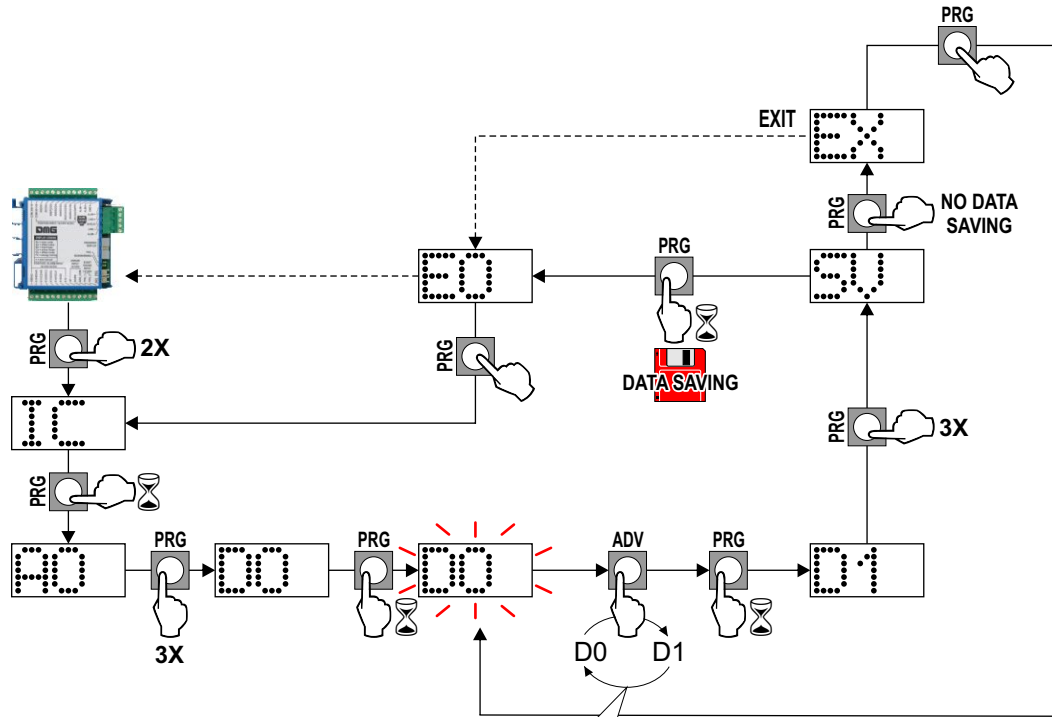 PRG
EXIT
EX
PRG
NO DATA
SAVING
DMG
PRG
E0
SV
PRG
2X
PRG
DATA SAVING
IC
PRG
3X
PRG
A0
PRG
3X
D0
PRG
D0
ADV
D0
D1
PRG
D1